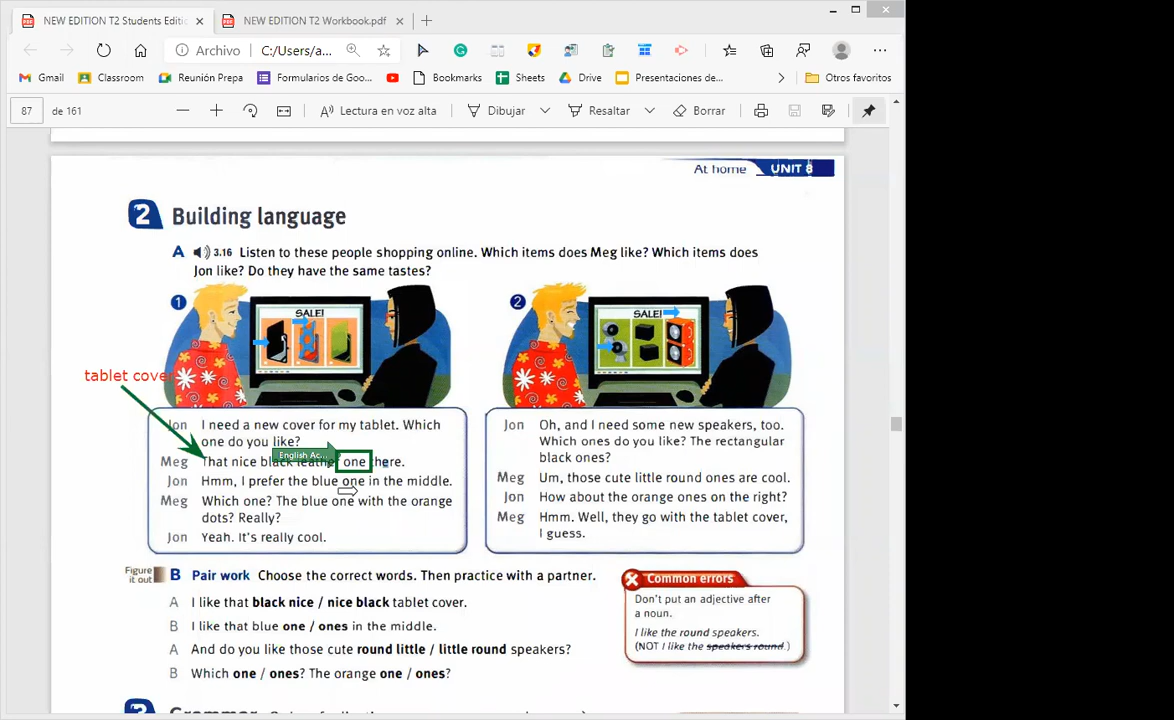 NEW EDITION T2 Students Editi
NEW EDITION T2 Workbook.pdf
Archivo
C:/Users/a...
Gmail
Classroom
Reunión Prepa
Formularios de Goo...
Bookmarks
Sheets
Drive
Presentaciones de...
Otros favoritos
87 de 161
Lectura en voz alta
Dibujar
Resaltar
Borrar
At home UNIT 8
2 Building language
A 3.16 Listen to these people shopping online. Which items does Meg like? Which items does
Jon like? Do they have the same tastes?
1
SALE!
2
SALE!
tablet cover
Jon I need a new cover for my tablet. Which
one do you like?
English Ac...
Meg That nice black leather one there.
Jon Hmm, I prefer the blue one in the middle.
Meg Which one? The blue one with the orange
dots? Really?
Jon Yeah. It's really cool.
Jon Oh, and I need some new speakers, too.
Which ones do you like? The rectangular
black ones?
Meg Um, those cute little round ones are cool.
Jon How about the orange ones on the right?
Meg Hmm. Well, they go with the tablet cover,
I guess.
Figure
it out
B Pair work Choose the correct words. Then practice with a partner.
A I like that black nice / nice black tablet cover.
B I like that blue one / ones in the middle.
A And do you like those cute round little / little round speakers?
B Which one / ones? The orange one / ones?
Common errors
Don't put an adjective after
a noun.
I like the round speakers.
(NOT I like the speakers round.)